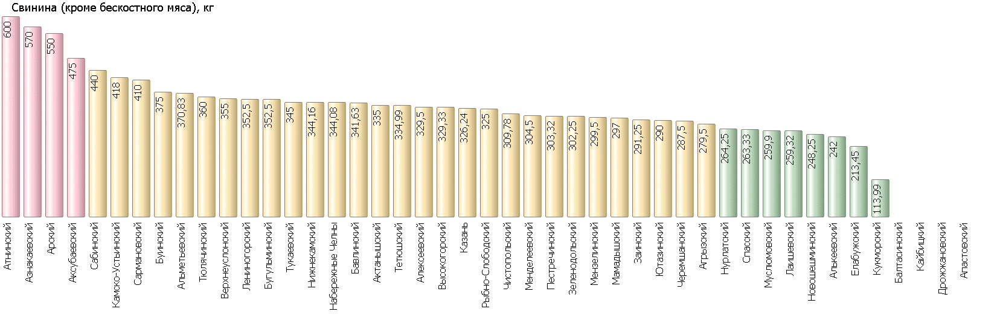 Свинина (кроме бескостного мяса), кг
600
570
550
475
440
418
410
375
370,83
360
355
352,5
352,5
345
344,16
344,08
341,63
335
334,99
329,5
329,33
326,24
325
309,78
304,5
303,32
302,25
299,5
297
291,25
290
287,5
279,5
264,25
263,33
259,9
259,32
248,25
242
213,45
113,99
Атнинский
Азнакаевский
Арский
Аксубаевский
Сабинский
Камско-Устьинский
Сармановский
Буинский
Альметьевский
Тюлячинский
Верхнеуслонский
Лениногорский
Бугульминский
Тукаевский
Нижнекамский
Набережные Челны
Бавлинский
Актанышский
Тетюшский
Алексеевский
Высокогорский
Казань
Рыбно-Слободский
Чистопольский
Менделеевский
Пестречинский
Зеленодольский
Мензелинский
Мамадышский
Заинский
Ютазинский
Черемшанский
Агрызский
Нурлатский
Спасский
Муслюмовский
Лаишевский
Новошешминский
Алькеевский
Елабужский
Кукморский
Балтасинский
Кайбицкий
Дрожжановский
Апастовский